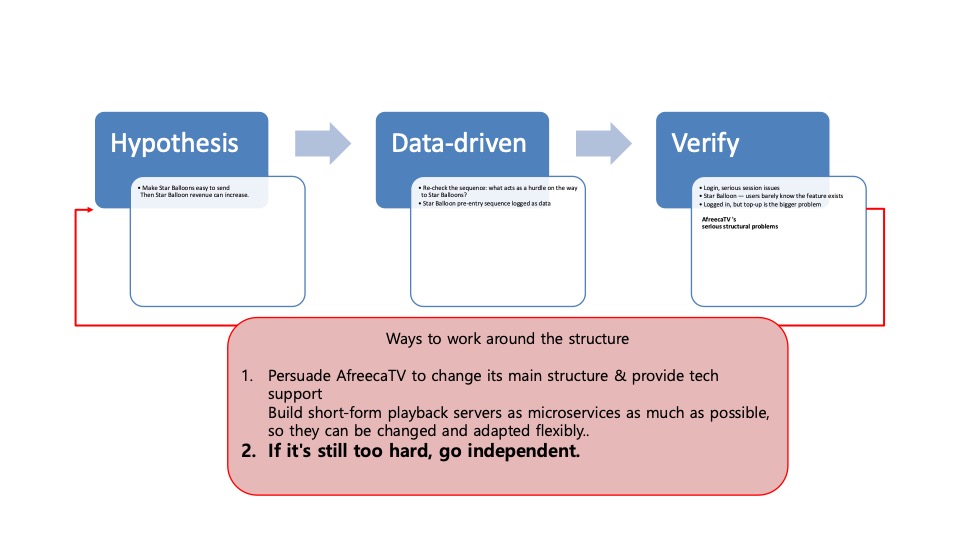 Hypothesis
• Make Star Balloons easy to send
Then Star Balloon revenue can increase.
Data-driven
• Re-check the sequence: what acts as a hurdle on the way
to Star Balloons?
• Star Balloon pre-entry sequence logged as data
Verify
• Login, serious session issues
• Star Balloon — users barely know the feature exists
• Logged in, but top-up is the bigger problem
AfreecaTV 's
serious structural problems
Ways to work around the structure
1. Persuade AfreecaTV to change its main structure & provide tech
support
Build short-form playback servers as microservices as much as possible,
so they can be changed and adapted flexibly..
2. If it's still too hard, go independent.